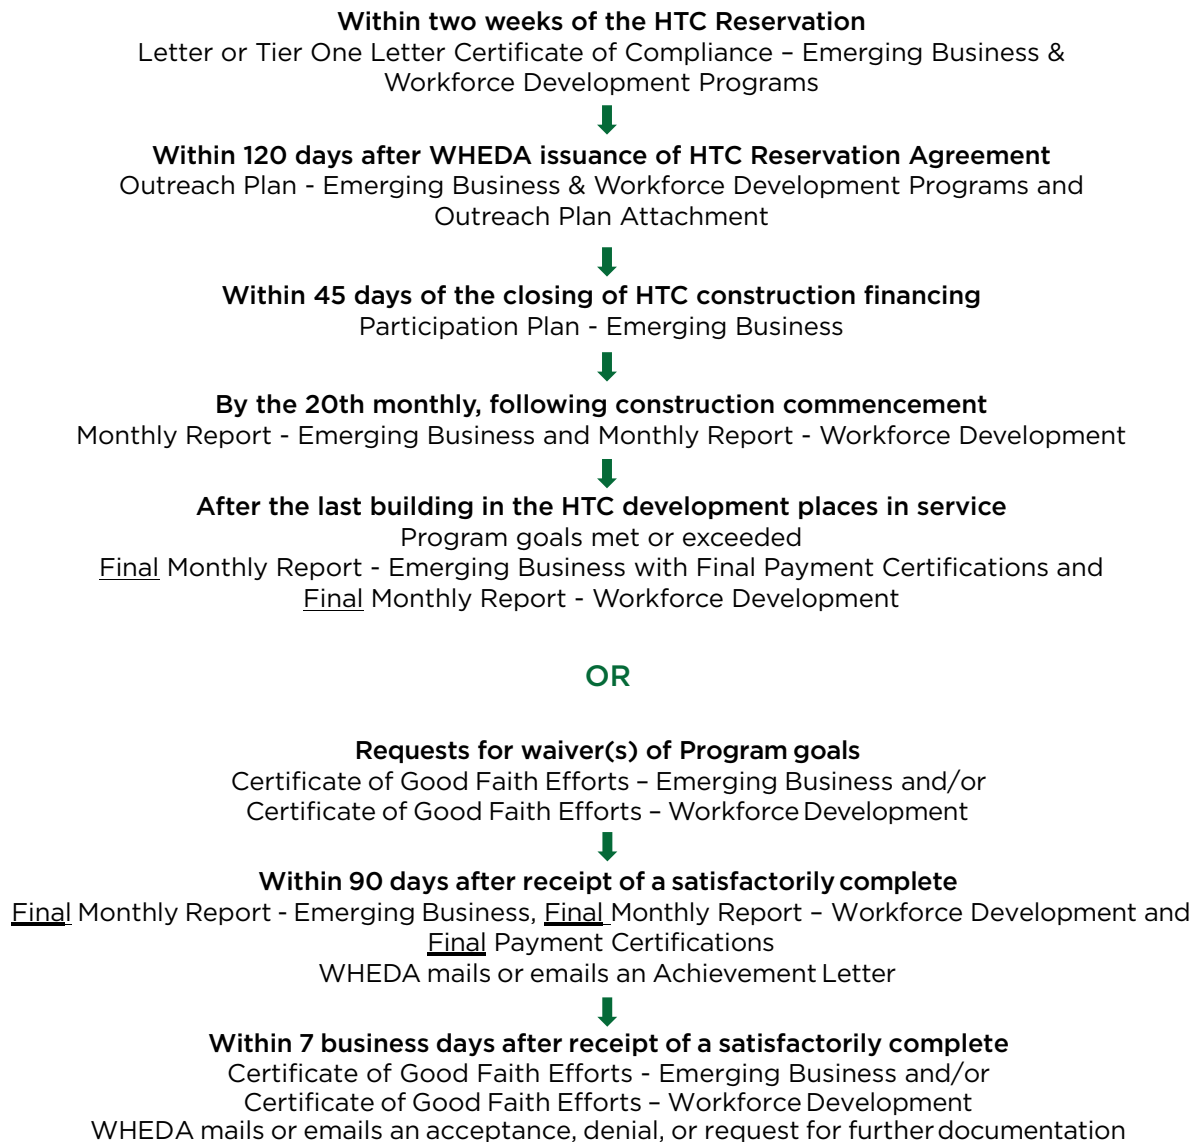 Within two weeks of the HTC Reservation
Letter or Tier One Letter Certificate of Compliance – Emerging Business &
Workforce Development Programs
Within 120 days after WHEDA issuance of HTC Reservation Agreement
Outreach Plan - Emerging Business & Workforce Development Programs and
Outreach Plan Attachment
Within 45 days of the closing of HTC construction financing
Participation Plan - Emerging Business
By the 20th monthly, following construction commencement
Monthly Report - Emerging Business and Monthly Report - Workforce Development
After the last building in the HTC development places in service
Program goals met or exceeded
Final Monthly Report - Emerging Business with Final Payment Certifications and
Final Monthly Report - Workforce Development
OR
Requests for waiver(s) of Program goals
Certificate of Good Faith Efforts – Emerging Business and/or
Certificate of Good Faith Efforts – Workforce Development
Within 90 days after receipt of a satisfactorily complete
Final Monthly Report - Emerging Business, Final Monthly Report – Workforce Development and
Final Payment Certifications
WHEDA mails or emails an Achievement Letter
Within 7 business days after receipt of a satisfactorily complete
Certificate of Good Faith Efforts - Emerging Business and/or
Certificate of Good Faith Efforts – Workforce Development
WHEDA mails or emails an acceptance, denial, or request for further documentation